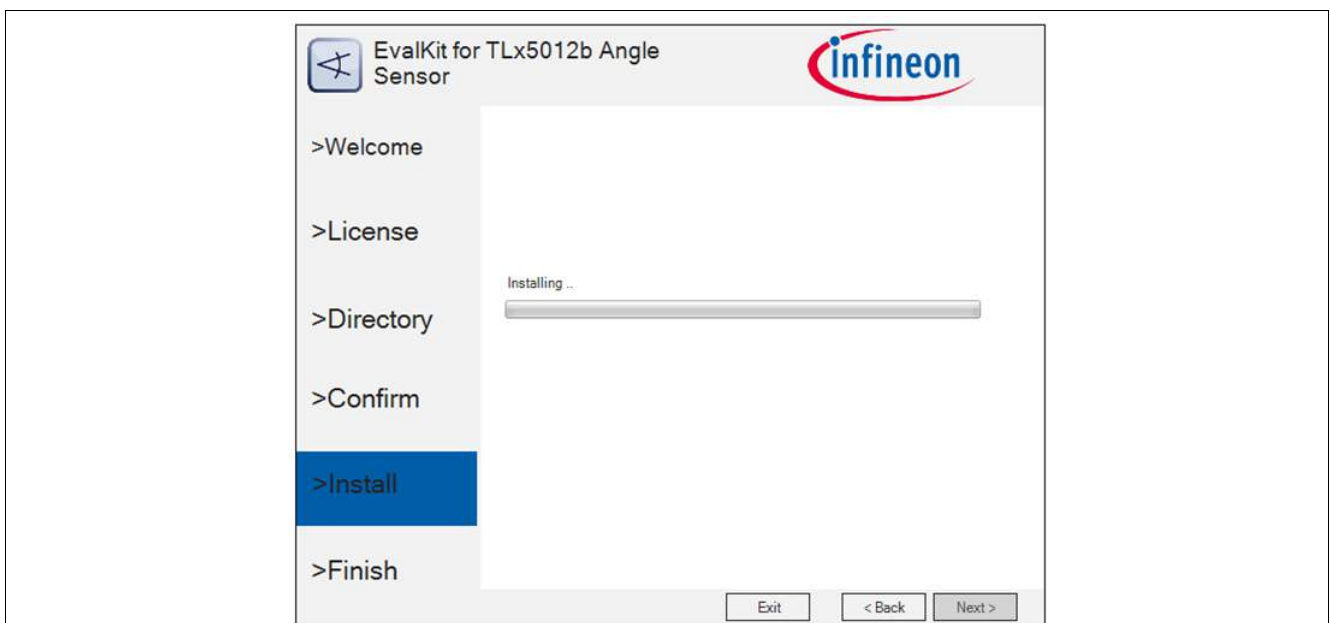 EvalKit for TLx5012b Angle
Sensor
infineon
>Welcome
>License
>Directory
>Confirm
>Install
>Finish
Installing ..
Exit
< Back
Next >